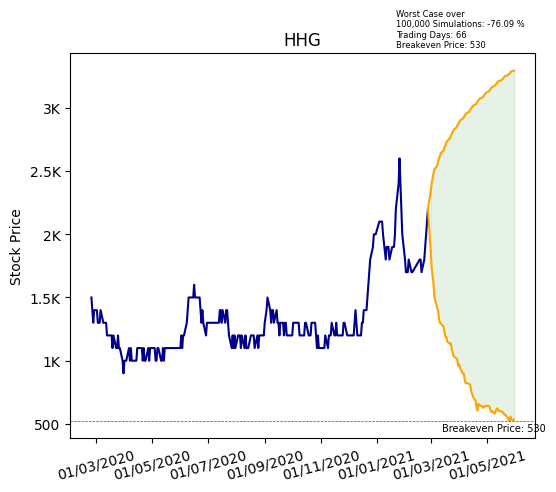 Worst Case over
100,000 Simulations: -76.09 %
Trading Days: 66
Breakeven Price: 530
HHG
Stock Price
3K
2.5K
2K
1.5K
1K
500
Breakeven Price: 530
01/03/2020
01/05/2020
01/07/2020
01/09/2020
01/11/2020
01/01/2021
01/03/2021
01/05/2021